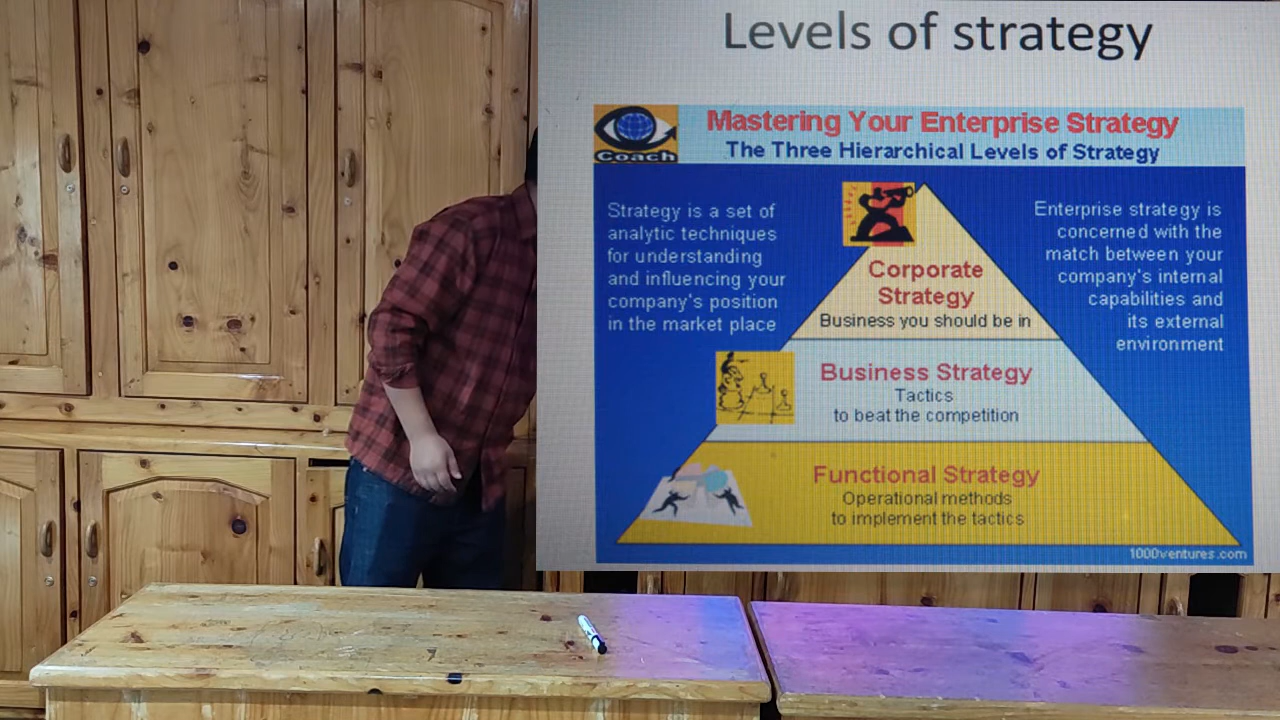 Levels of strategy
Mastering Your Enterprise Strategy
The Three Hierarchical Levels of Strategy
Coach
Strategy is a set of
analytic techniques
for understanding
and influencing your
company's position
in the market place
Enterprise strategy is
concerned with the
match between your
company's internal
capabilities and
its external
environment
Corporate
Strategy
Business you should be in
Business Strategy
Tactics
to beat the competition
Functional Strategy
Operational methods
to implement the tactics
1000ventures.com